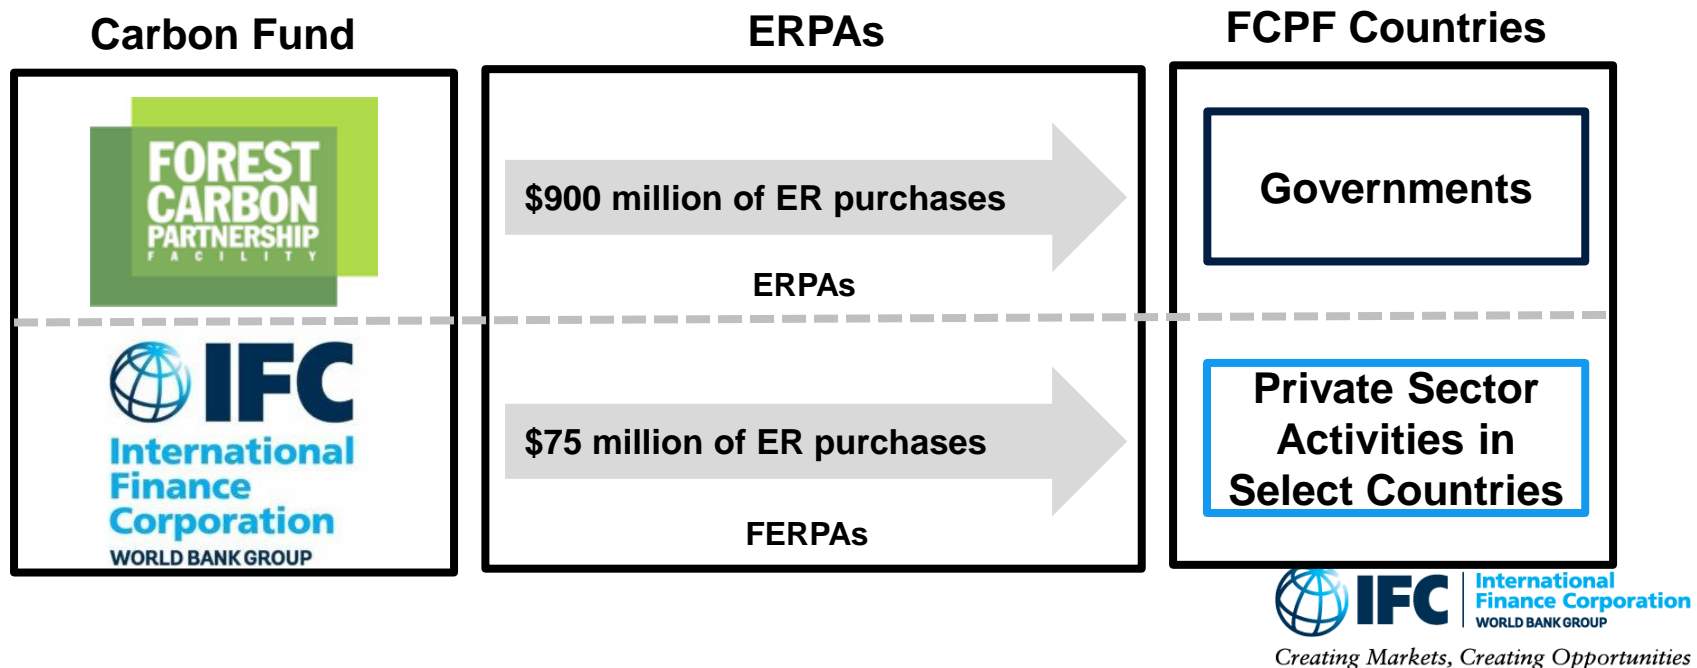 Carbon Fund
ERPAs
FCPF Countries
FOREST
CARBON
PARTNERSHIP
FACILITY
$900 million of ER purchases
ERPAs
Governments
IFC
International
Finance
Corporation
WORLD BANK GROUP
$75 million of ER purchases
FERPAs
Private Sector
Activities in
Select Countries
IFC
International
Finance Corporation
WORLD BANK GROUP
Creating Markets, Creating Opportunities